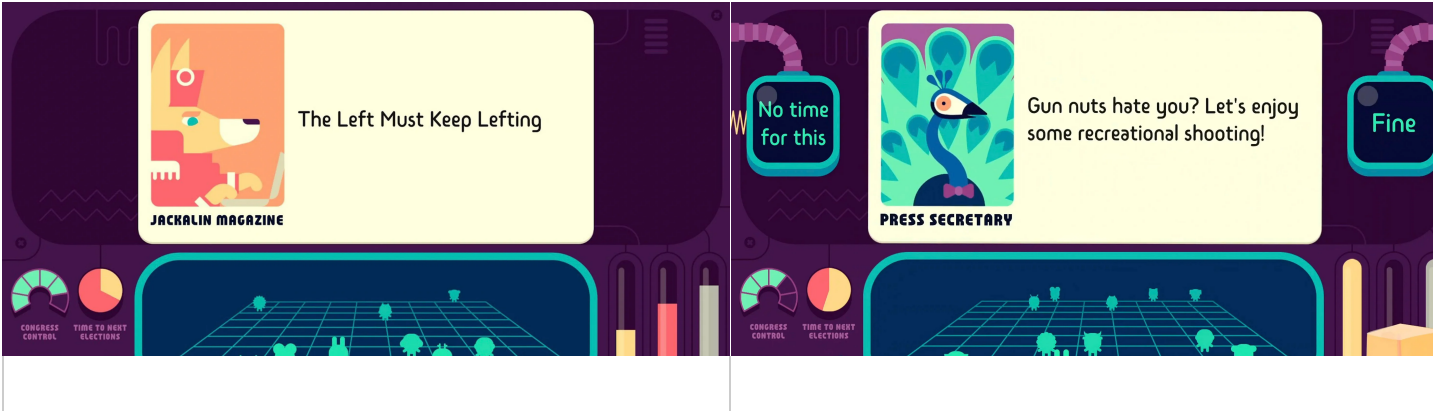 The Left Must Keep Lefting
JACKALIN MAGAZINE
CONGRESS
CONTROL
TIME TO NEXT
ELECTIONS
No time
for this
Gun nuts hate you? Let's enjoy
some recreational shooting!
PRESS SECRETARY
Fine
CONGRESS
CONTROL
TIME TO NEXT
ELECTIONS